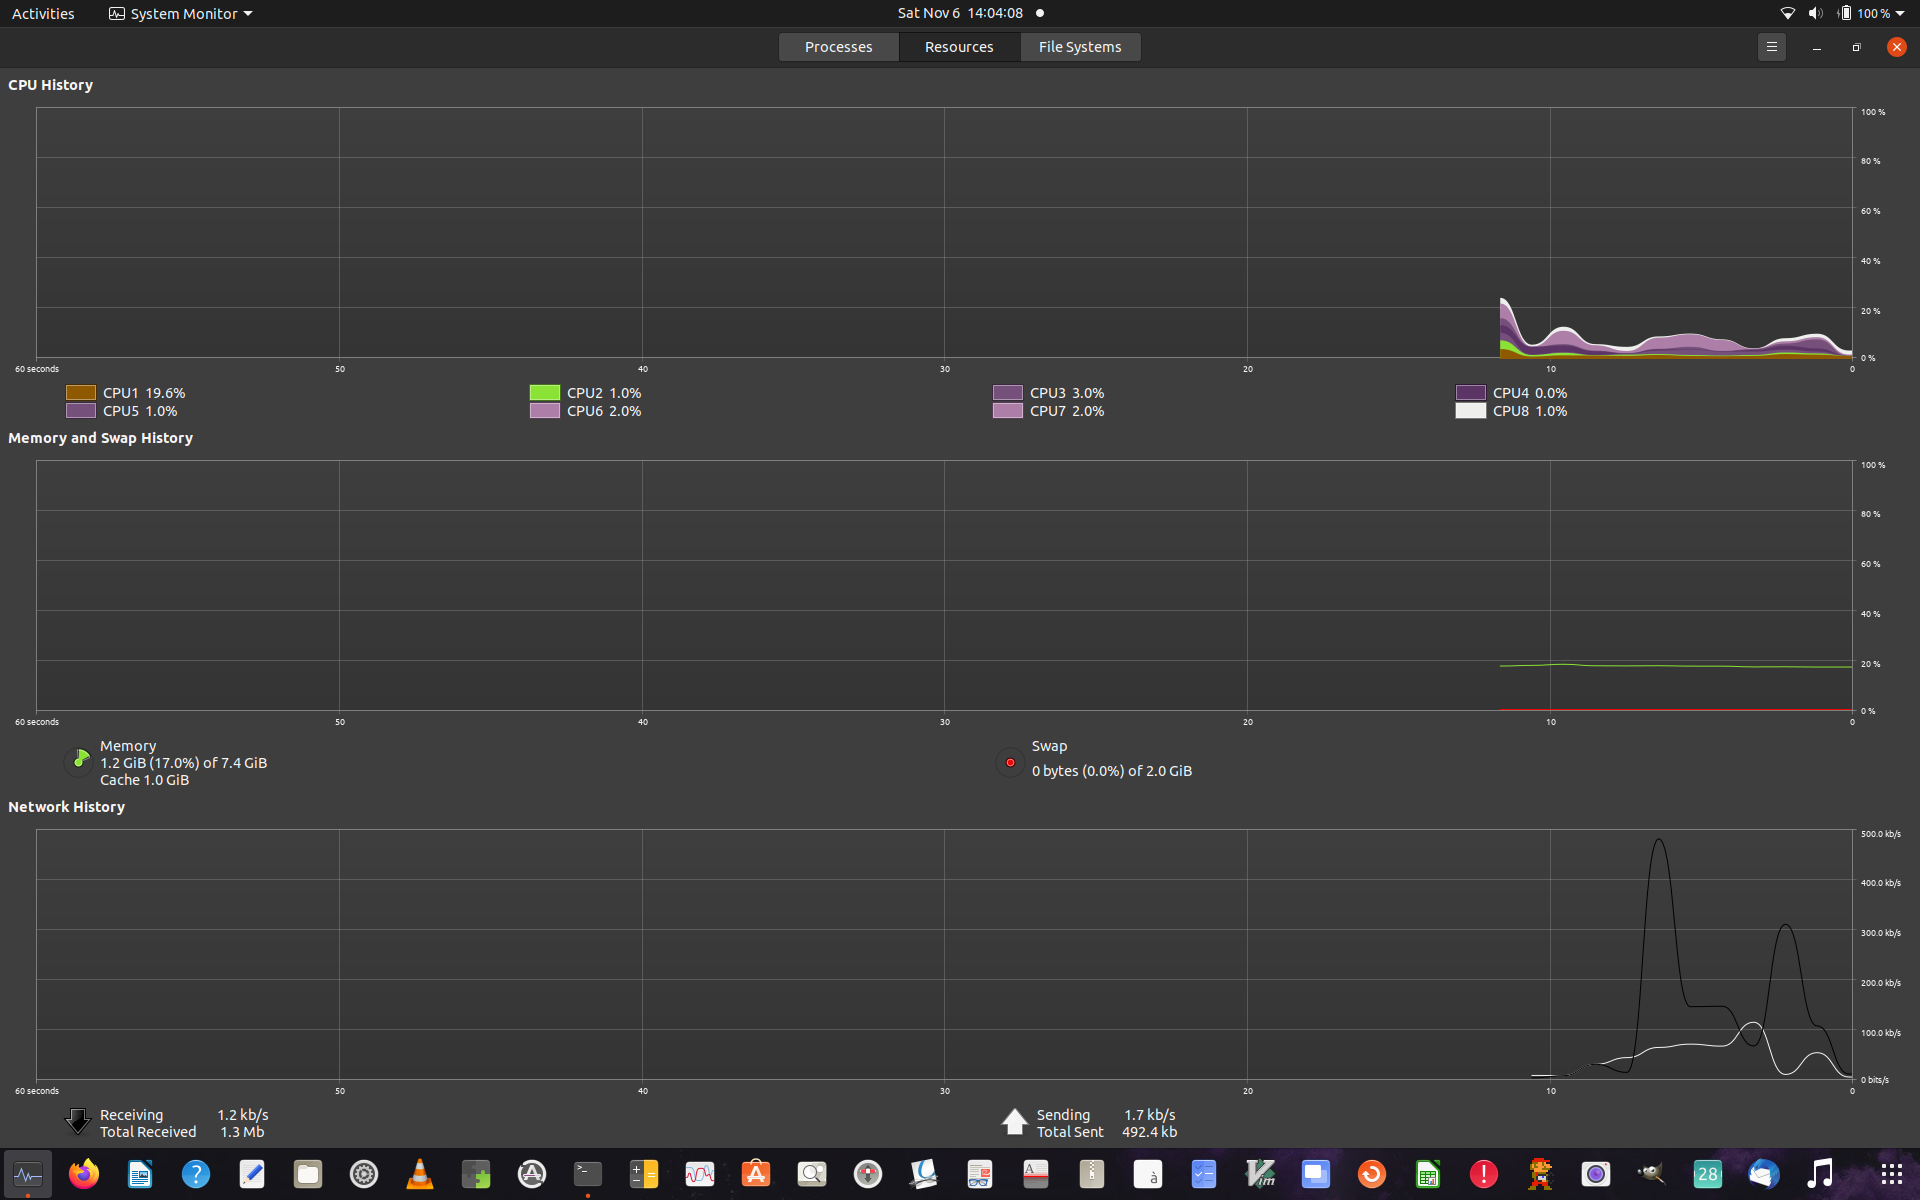 Activities System Monitor Sat Nov 6 14:04:08 100 %
Processes Resources File Systems
CPU History
100 %
80 %
60 %
40 %
20 %
0 %
60 seconds 50 40 30 20 10 0
CPU1 19.6% CPU2 1.0% CPU3 3.0% CPU4 0.0%
CPU5 1.0% CPU6 2.0% CPU7 2.0% CPU8 1.0%
Memory and Swap History
100 %
80 %
60 %
40 %
20 %
0 %
60 seconds 50 40 30 20 10 0
Memory
1.2 GiB (17.0%) of 7.4 GiB
Cache 1.0 GiB
Swap
0 bytes (0.0%) of 2.0 GiB
Network History
500.0 kb/s
400.0 kb/s
300.0 kb/s
200.0 kb/s
100.0 kb/s
0 bits/s
60 seconds 50 40 30 20 10 0
Receiving 1.2 kb/s
Total Received 1.3 Mb
Sending 1.7 kb/s
Total Sent 492.4 kb
?
>_
A
à
Vim
!
28